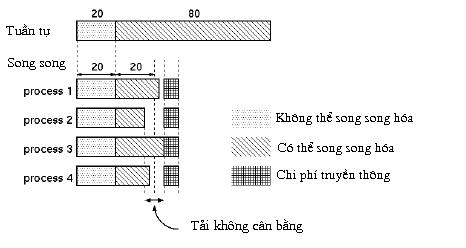 20 80
Tuần tự
Song song
20 20
process 1
process 2
process 3
process 4
Không thể song song hóa
Có thể song song hóa
Chi phí truyền thông
Tải không cân bằng